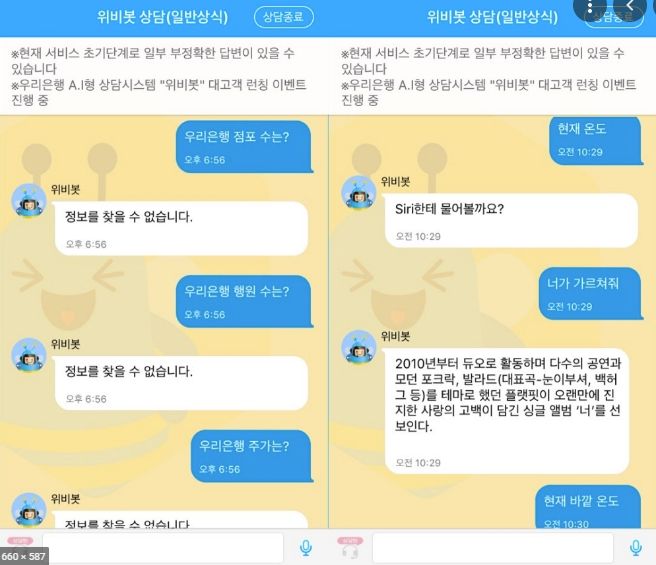 위비봇 상담(일반상식)
상담종료
※현재 서비스 초기단계로 일부 부정확한 답변이 있을 수
있습니다
※우리은행 A.I형 상담시스템 "위비봇" 대고객 런칭 이벤트
진행 중
우리은행 점포 수는?
오후 6:56
위비봇
정보를 찾을 수 없습니다.
오후 6:56
우리은행 행원 수는?
오후 6:56
위비봇
정보를 찾을 수 없습니다.
오후 6:56
우리은행 주가는?
오후 6:56
위비봇
정보를 찾을 수 없습니다.
660 × 587
위비봇 상담(일반상식)
※현재 서비스 초기단계로 일부 부정확한 답변이 있을 수
있습니다
※우리은행 A.I형 상담시스템 "위비봇" 대고객 런칭 이벤트
진행 중
현재 온도
오전 10:29
위비봇
Siri한테 물어볼까요?
오전 10:29
너가 가르쳐줘
오전 10:29
위비봇
2010년부터 듀오로 활동하며 다수의 공연과
모던 포크락, 발라드(대표곡-눈이부셔, 백허
그 등)를 테마로 했던 플랫핏이 오랜만에 진
지한 사랑의 고백이 담긴 싱글 앨범 '너'를 선
보인다.
오전 10:29
현재 바깥 온도
오전 10:30